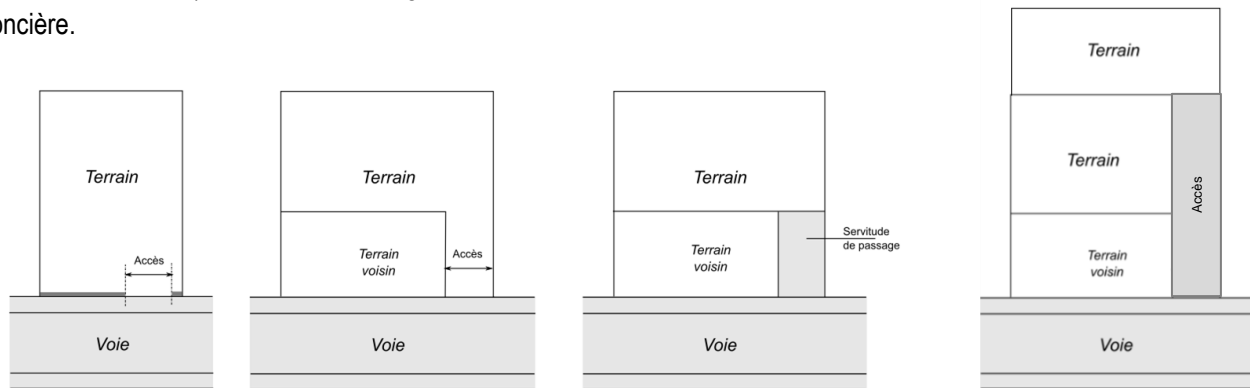 oncière.
Terrain
Accès
Voie
Terrain
Terrain
voisin
Accès
Voie
Terrain
Terrain
voisin
Servitude
de passage
Voie
Terrain
Terrain
Terrain
voisin
Accès
Voie